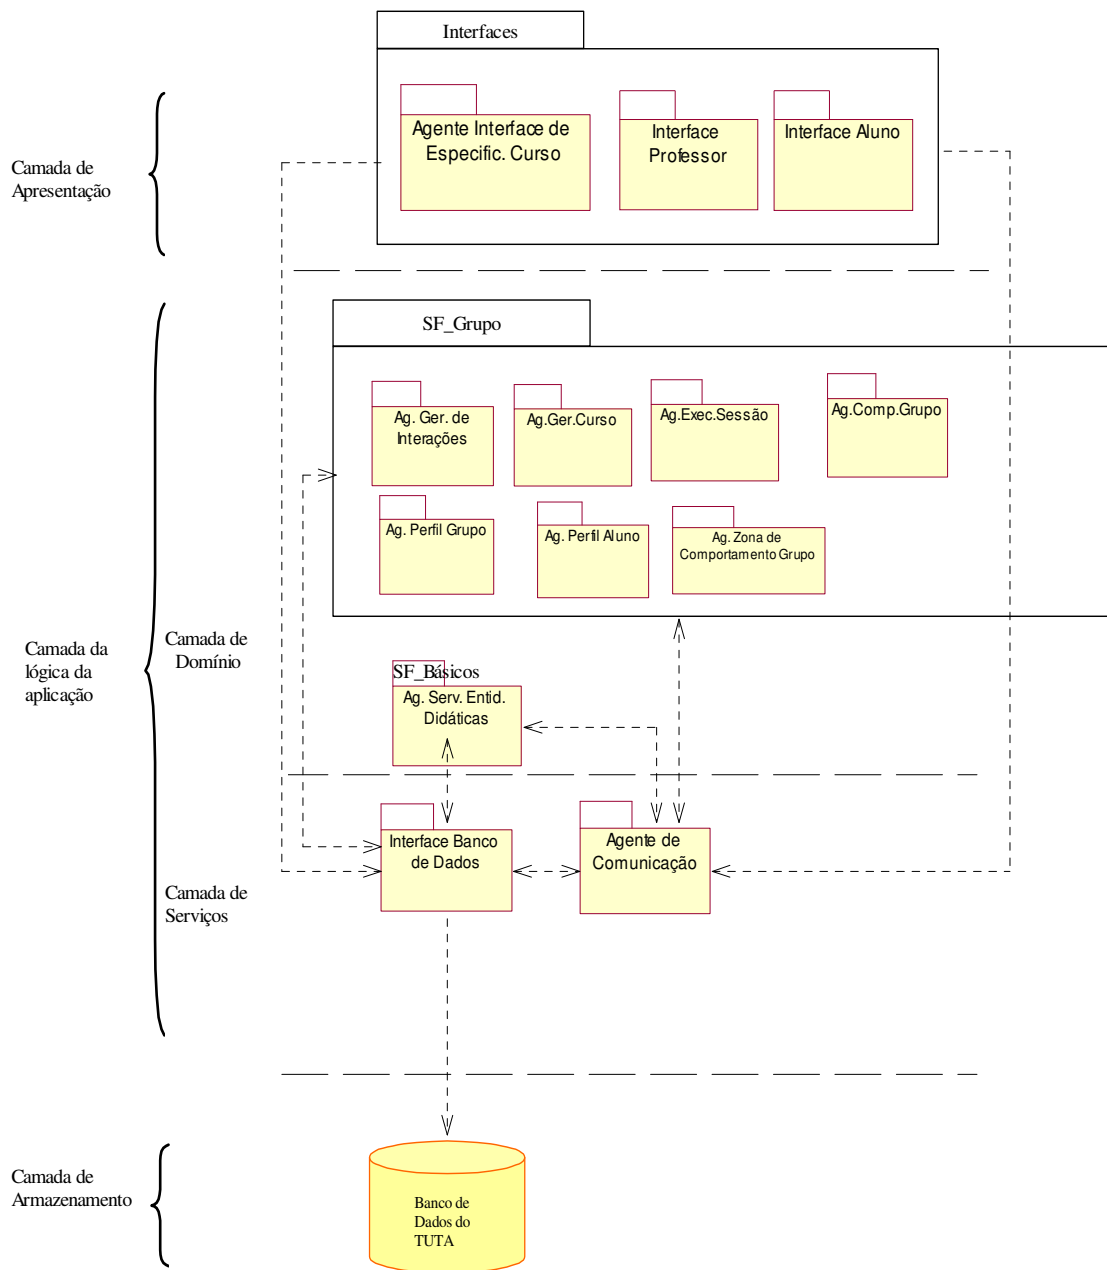 Interfaces
Agente Interface de
Especific. Curso
Interface
Professor
Interface Aluno
Camada de
Apresentação
SF_Grupo
Ag. Ger. de
Interações
Ag.Ger.Curso
Ag.Exec.Sessão
Ag.Comp.Grupo
Ag. Perfil Grupo
Ag. Perfil Aluno
Ag. Zona de
Comportamento Grupo
Camada da
lógica da
aplicação
Camada de
Domínio
SF_Básicos
Ag. Serv. Entid.
Didáticas
Interface Banco
de Dados
Agente de
Comunicação
Camada de
Serviços
Camada de
Armazenamento
Banco de
Dados do
TUTA